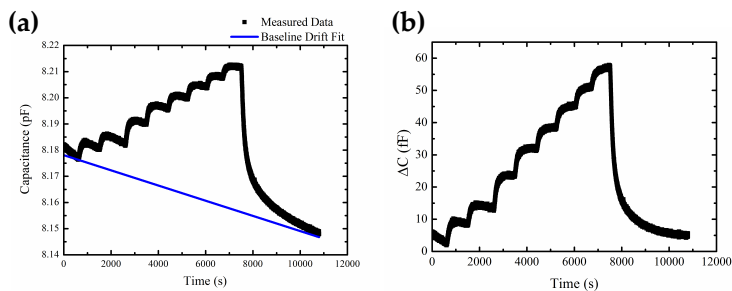 (a)
Measured Data
Baseline Drift Fit
8.22
8.21
8.20
8.19
8.18
8.17
8.16
8.15
8.14
Capacitance (pF)
0 2000 4000 6000 8000 10000 12000
Time (s)
(b)
60
50
40
30
20
10
0
ΔC (fF)
0 2000 4000 6000 8000 10000 12000
Time (s)